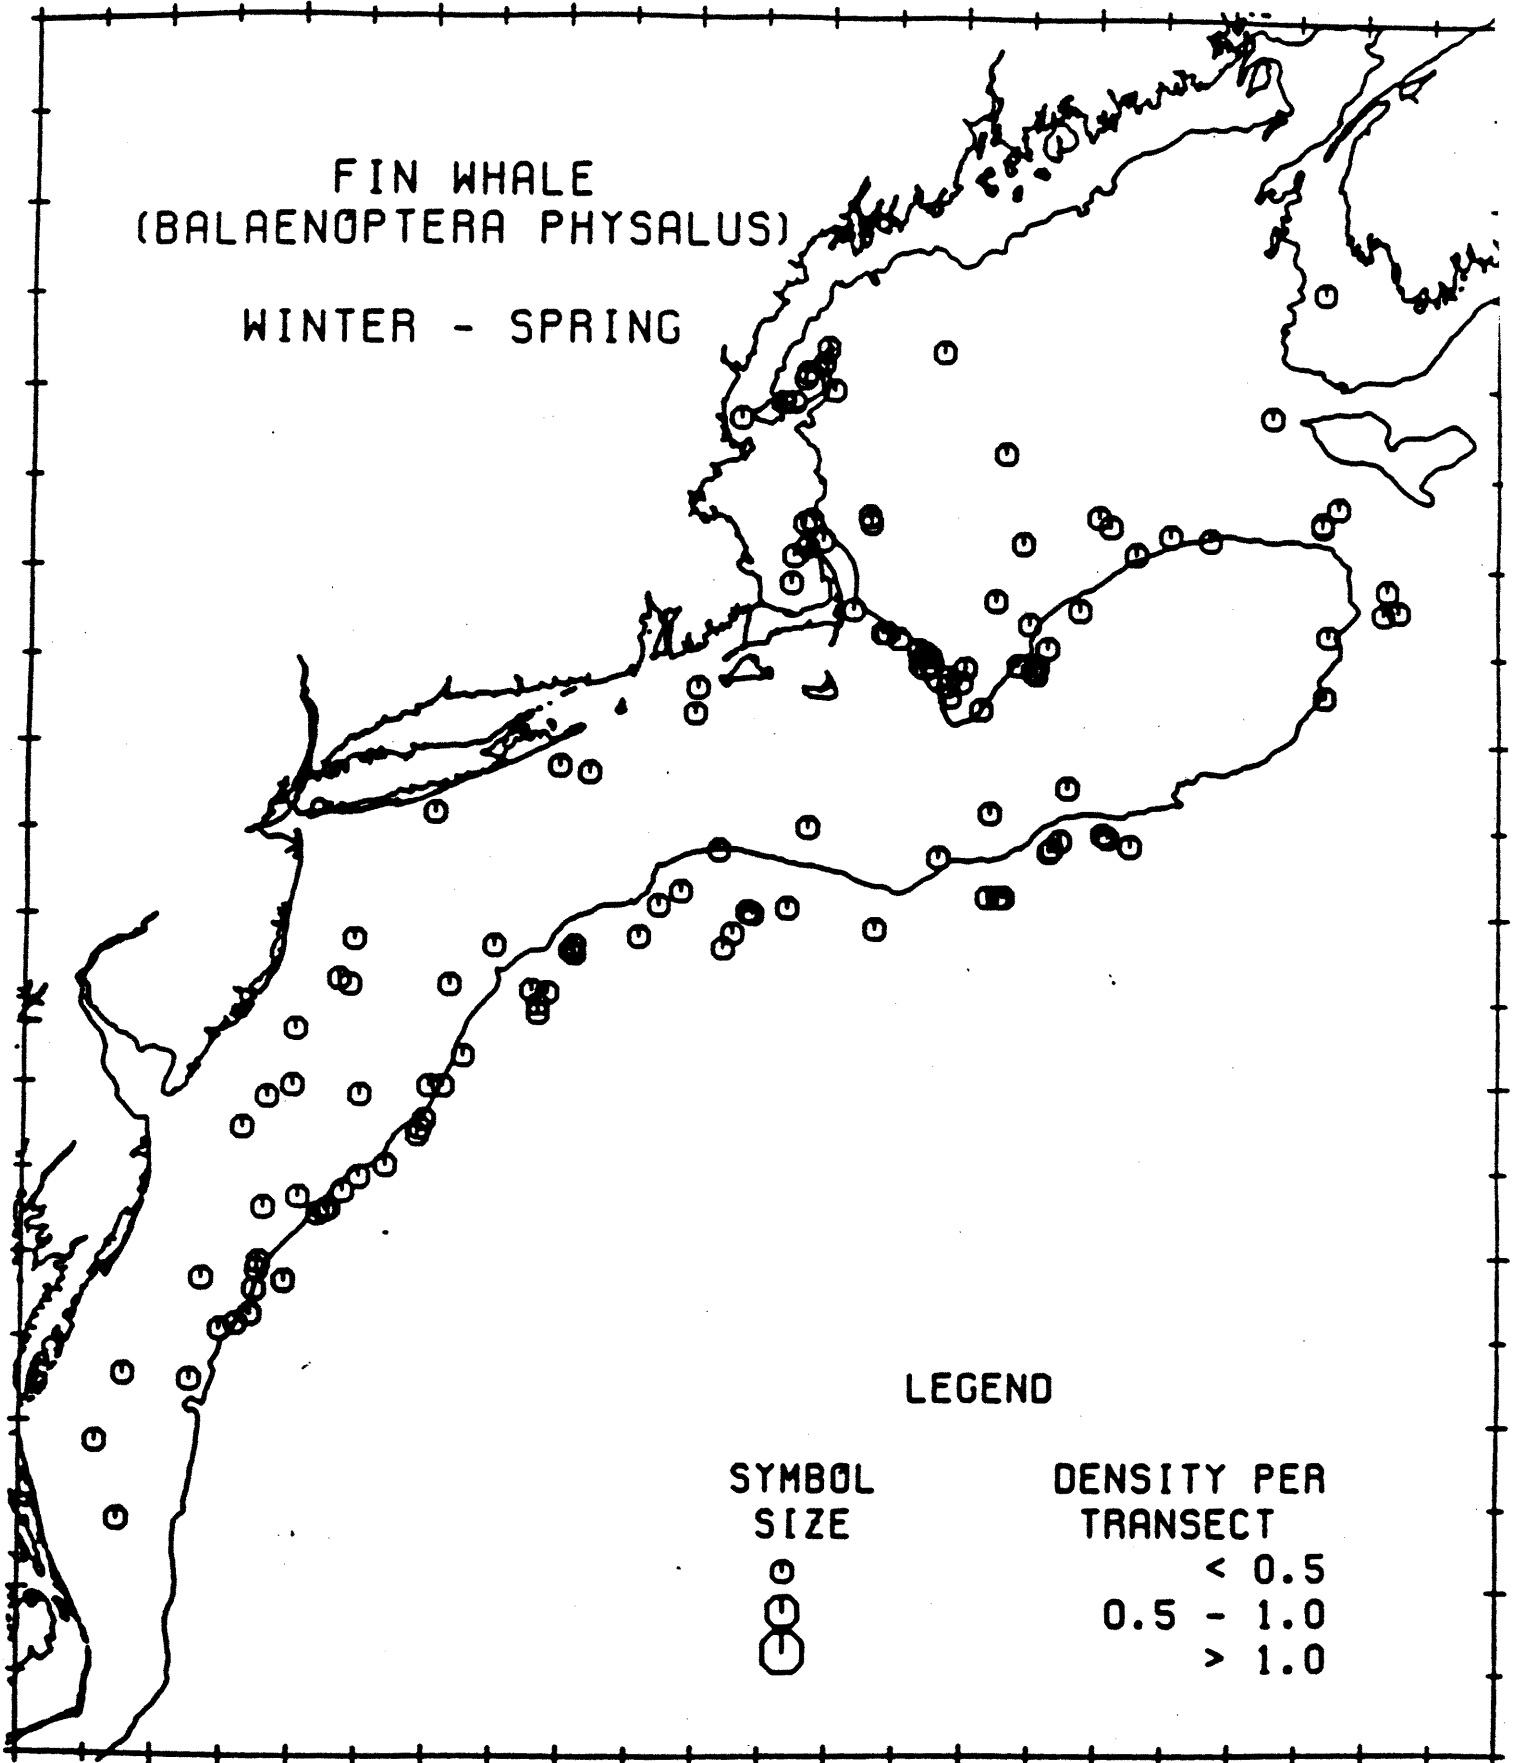 FIN WHALE
(BALAENOPTERA PHYSALUS)
WINTER - SPRING
LEGEND
SYMBOL
SIZE
DENSITY PER
TRANSECT
< 0.5
0.5 - 1.0
> 1.0